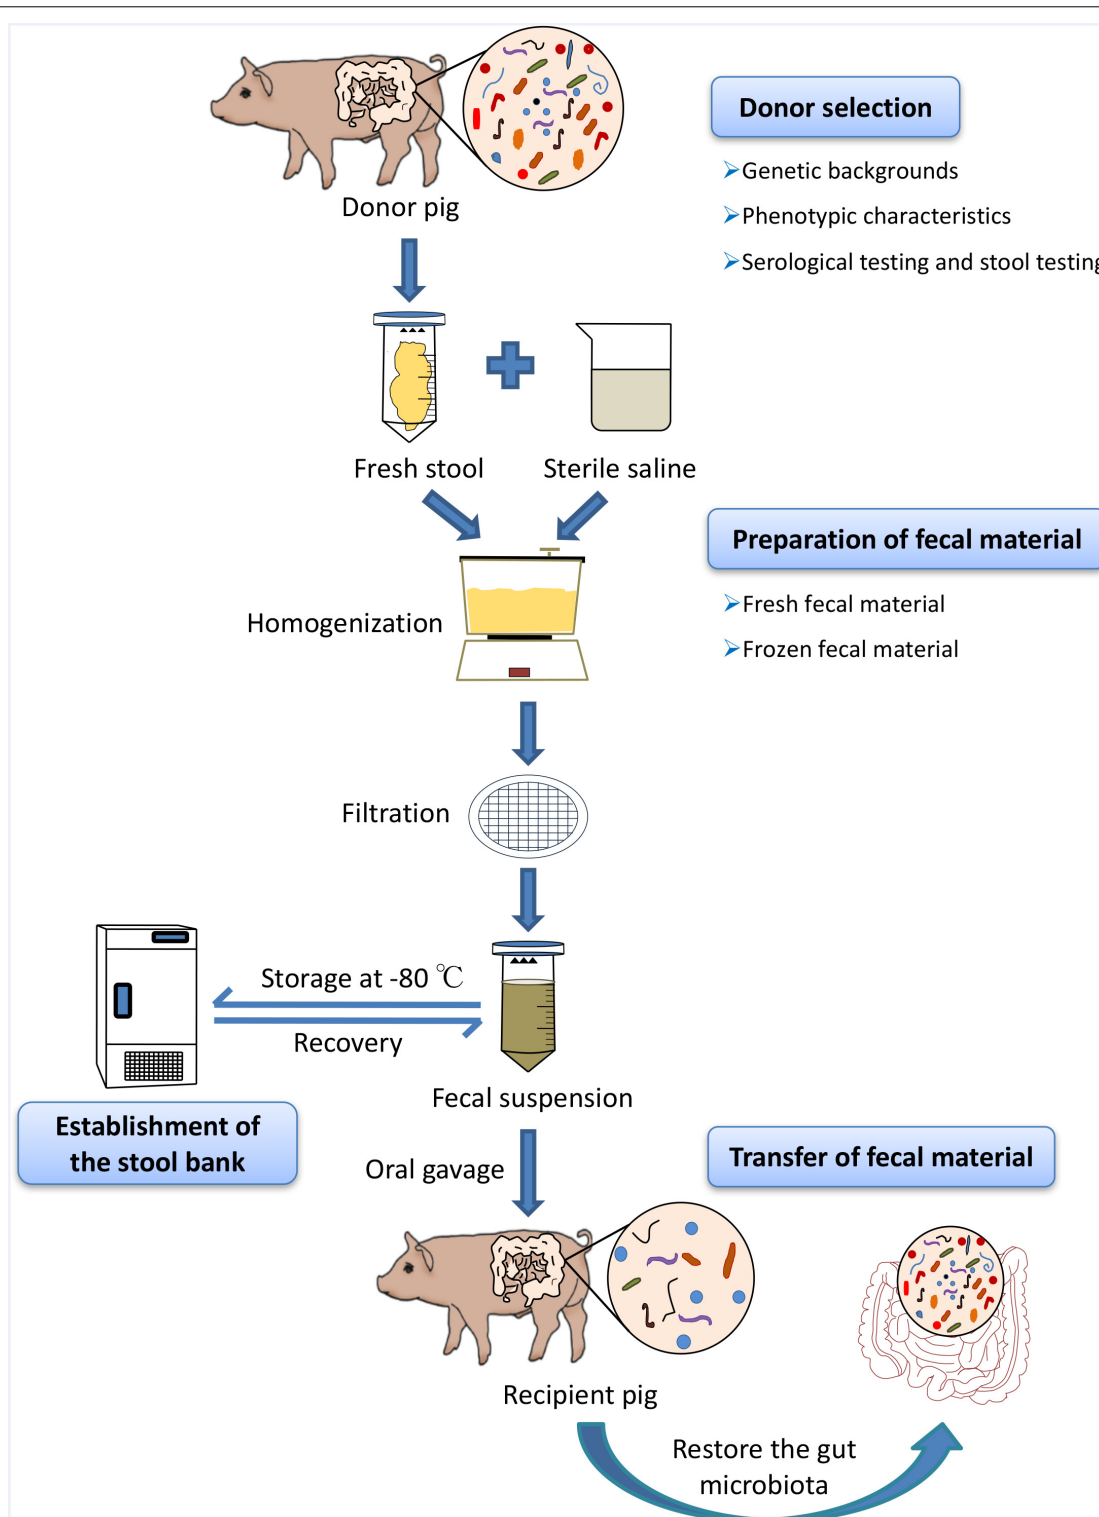 Donor selection
Genetic backgrounds
Phenotypic characteristics
Serological testing and stool testing
Donor pig
Fresh stool
Sterile saline
Preparation of fecal material
Fresh fecal material
Frozen fecal material
Homogenization
Filtration
Storage at -80 ℃
Recovery
Fecal suspension
Establishment of
the stool bank
Oral gavage
Transfer of fecal material
Recipient pig
Restore the gut
microbiota